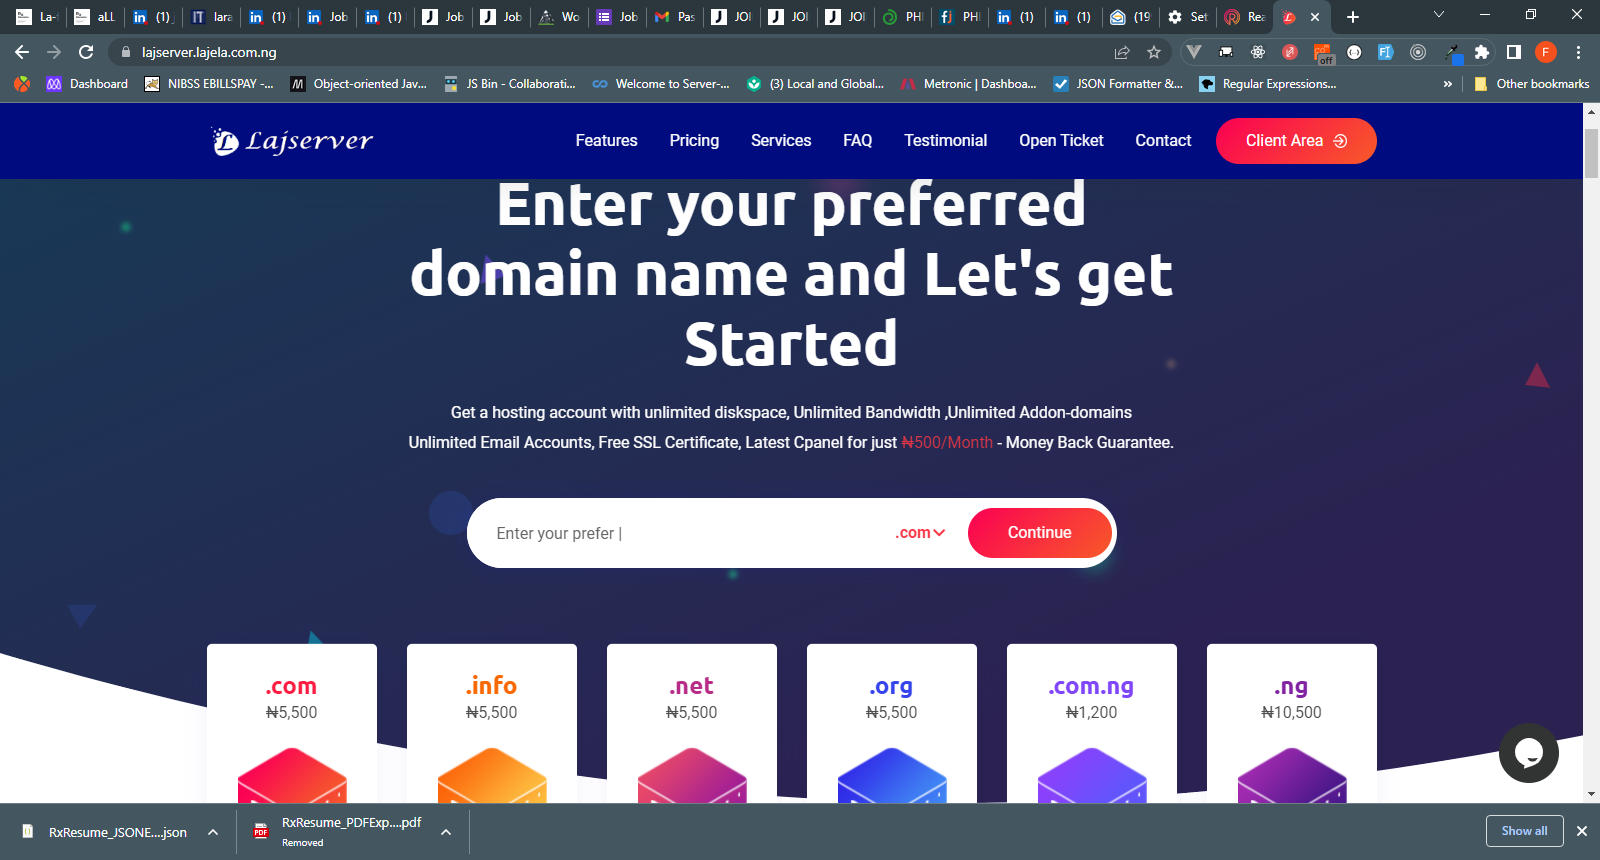 La-
aLL
(1)
lara
(1)
Job
(1)
Job
Job
Wo
Job
Pas
JOI
JOI
JOI
PHI
PHI
(1)
(1)
(19
Set
Rea
lajserver.lajela.com.ng
off
F
Dashboard
NIBSS EBILLSPAY -...
Object-oriented Jav...
JS Bin - Collaborati...
Welcome to Server-...
(3) Local and Global...
Metronic | Dashboa...
JSON Formatter &...
Regular Expressions...
»
Other bookmarks
Lajserver
Features
Pricing
Services
FAQ
Testimonial
Open Ticket
Contact
Client Area
Enter your preferred
domain name and Let's get
Started
Get a hosting account with unlimited diskspace, Unlimited Bandwidth ,Unlimited Addon-domains
Unlimited Email Accounts, Free SSL Certificate, Latest Cpanel for just ₦500/Month - Money Back Guarantee.
Enter your prefer |
.com
Continue
.com
₦5,500
.info
₦5,500
.net
₦5,500
.org
₦5,500
.com.ng
₦1,200
.ng
₦10,500
RxResume_JSONE....json
PDF
RxResume_PDFExp....pdf
Removed
Show all